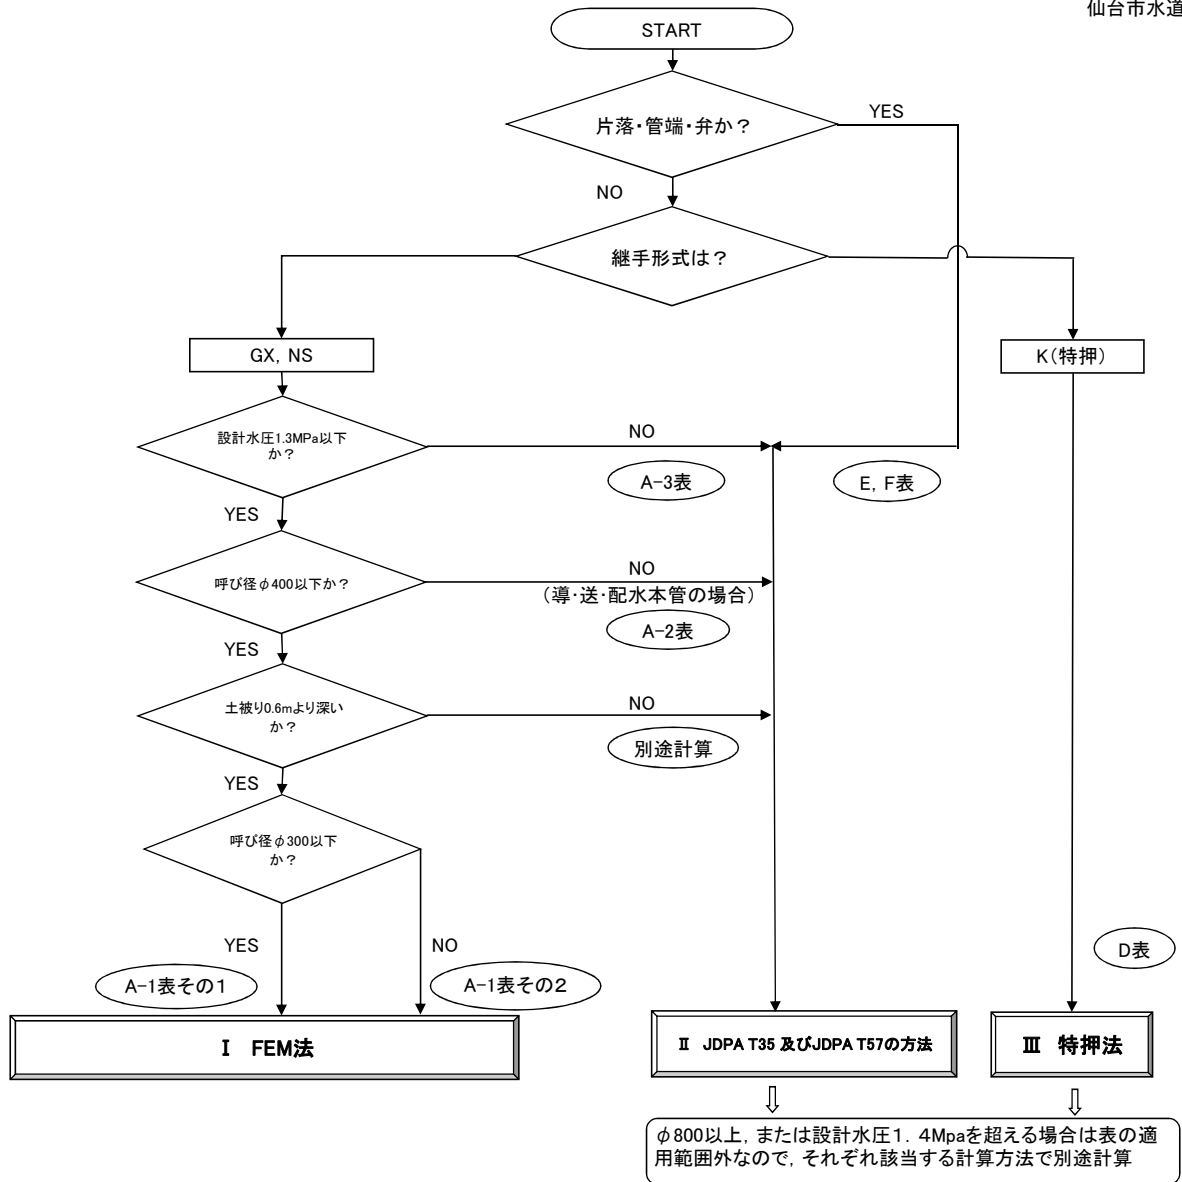 仙台市水道
START
片落・管端・弁か？
YES
NO
継手形式は？
GX, NS
K（特押）
設計水圧1.3MPa以下
か？
NO
A-3表
E, F表
YES
呼び径φ400以下か？
NO
（導・送・配水本管の場合）
A-2表
YES
土被り0.6mより深い
か？
NO
別途計算
YES
呼び径φ300以下
か？
YES
NO
D表
A-1表その1
A-1表その2
Ⅰ FEM法
Ⅱ JDPA T35 及びJDPA T57の方法
Ⅲ 特押法
φ800以上, または設計水圧1. 4Mpaを超える場合は表の適
用範囲外なので, それぞれ該当する計算方法で別途計算